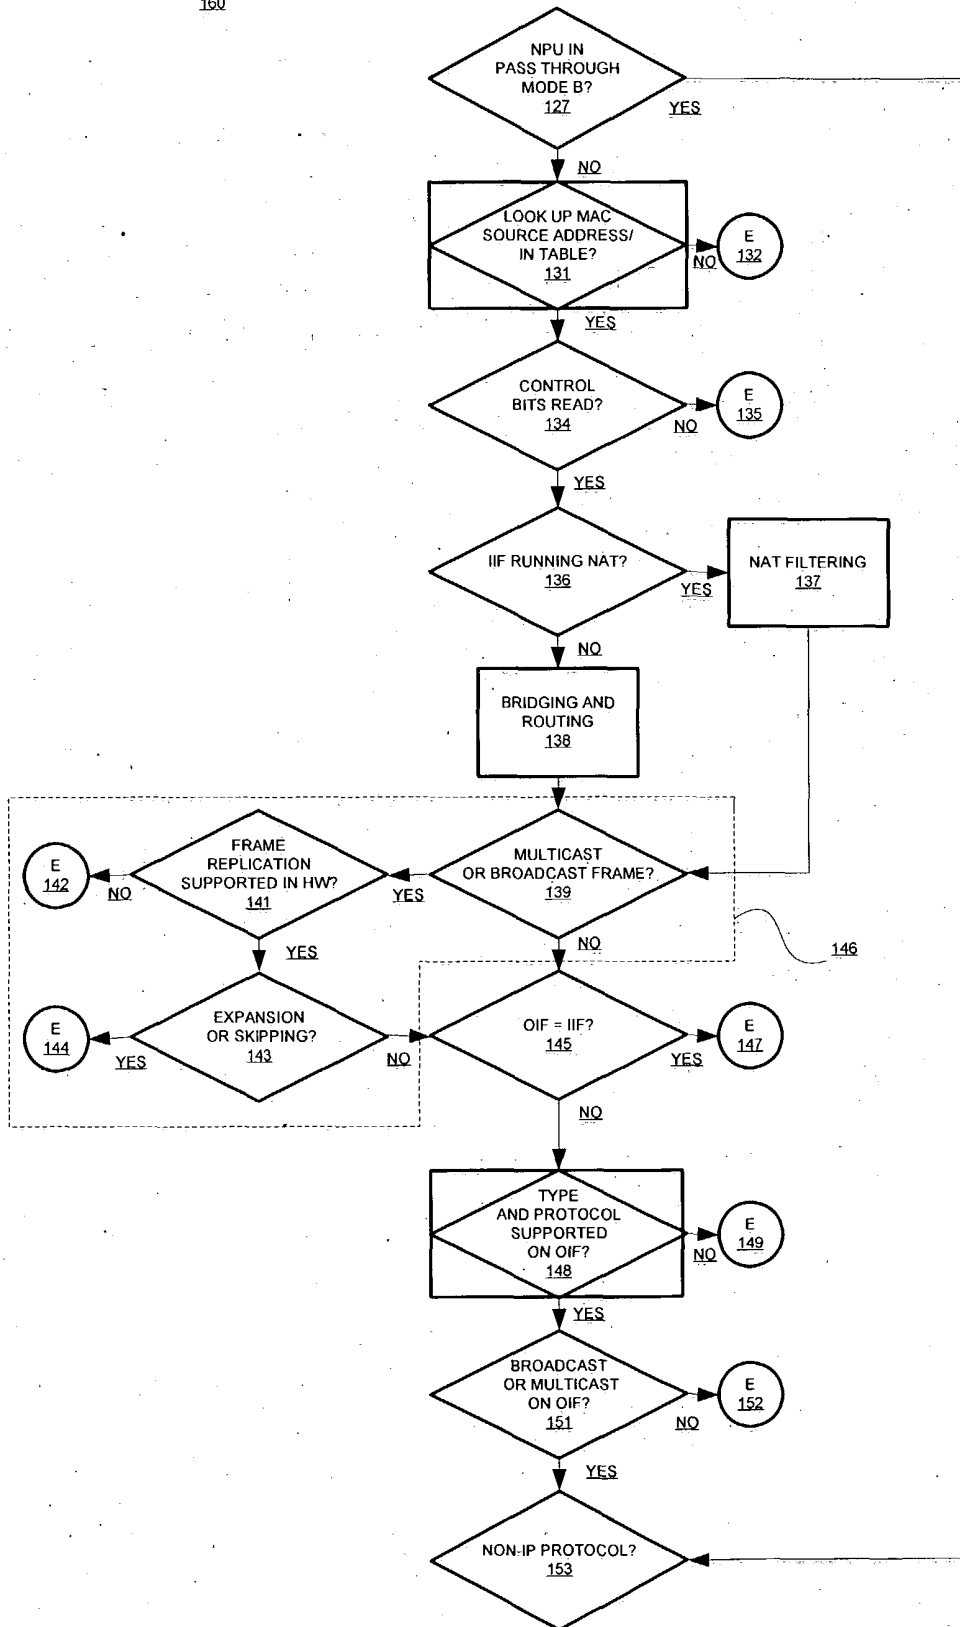 160
NPU IN
PASS THROUGH
MODE B?
127
YES
NO
LOOK UP MAC
SOURCE ADDRESS/
IN TABLE?
131
NO
E
132
YES
CONTROL
BITS READ?
134
NO
E
135
YES
IIF RUNNING NAT?
136
YES
NAT FILTERING
137
NO
BRIDGING AND
ROUTING
138
FRAME
REPLICATION
SUPPORTED IN HW?
141
MULTICAST
OR BROADCAST FRAME?
139
E
142
NO
YES
YES
NO
146
E
144
YES
EXPANSION
OR SKIPPING?
143
NO
OIF = IIF?
145
YES
E
147
NO
TYPE
AND PROTOCOL
SUPPORTED
ON OIF?
148
NO
E
149
YES
BROADCAST
OR MULTICAST
ON OIF?
151
NO
E
152
YES
NON-IP PROTOCOL?
153